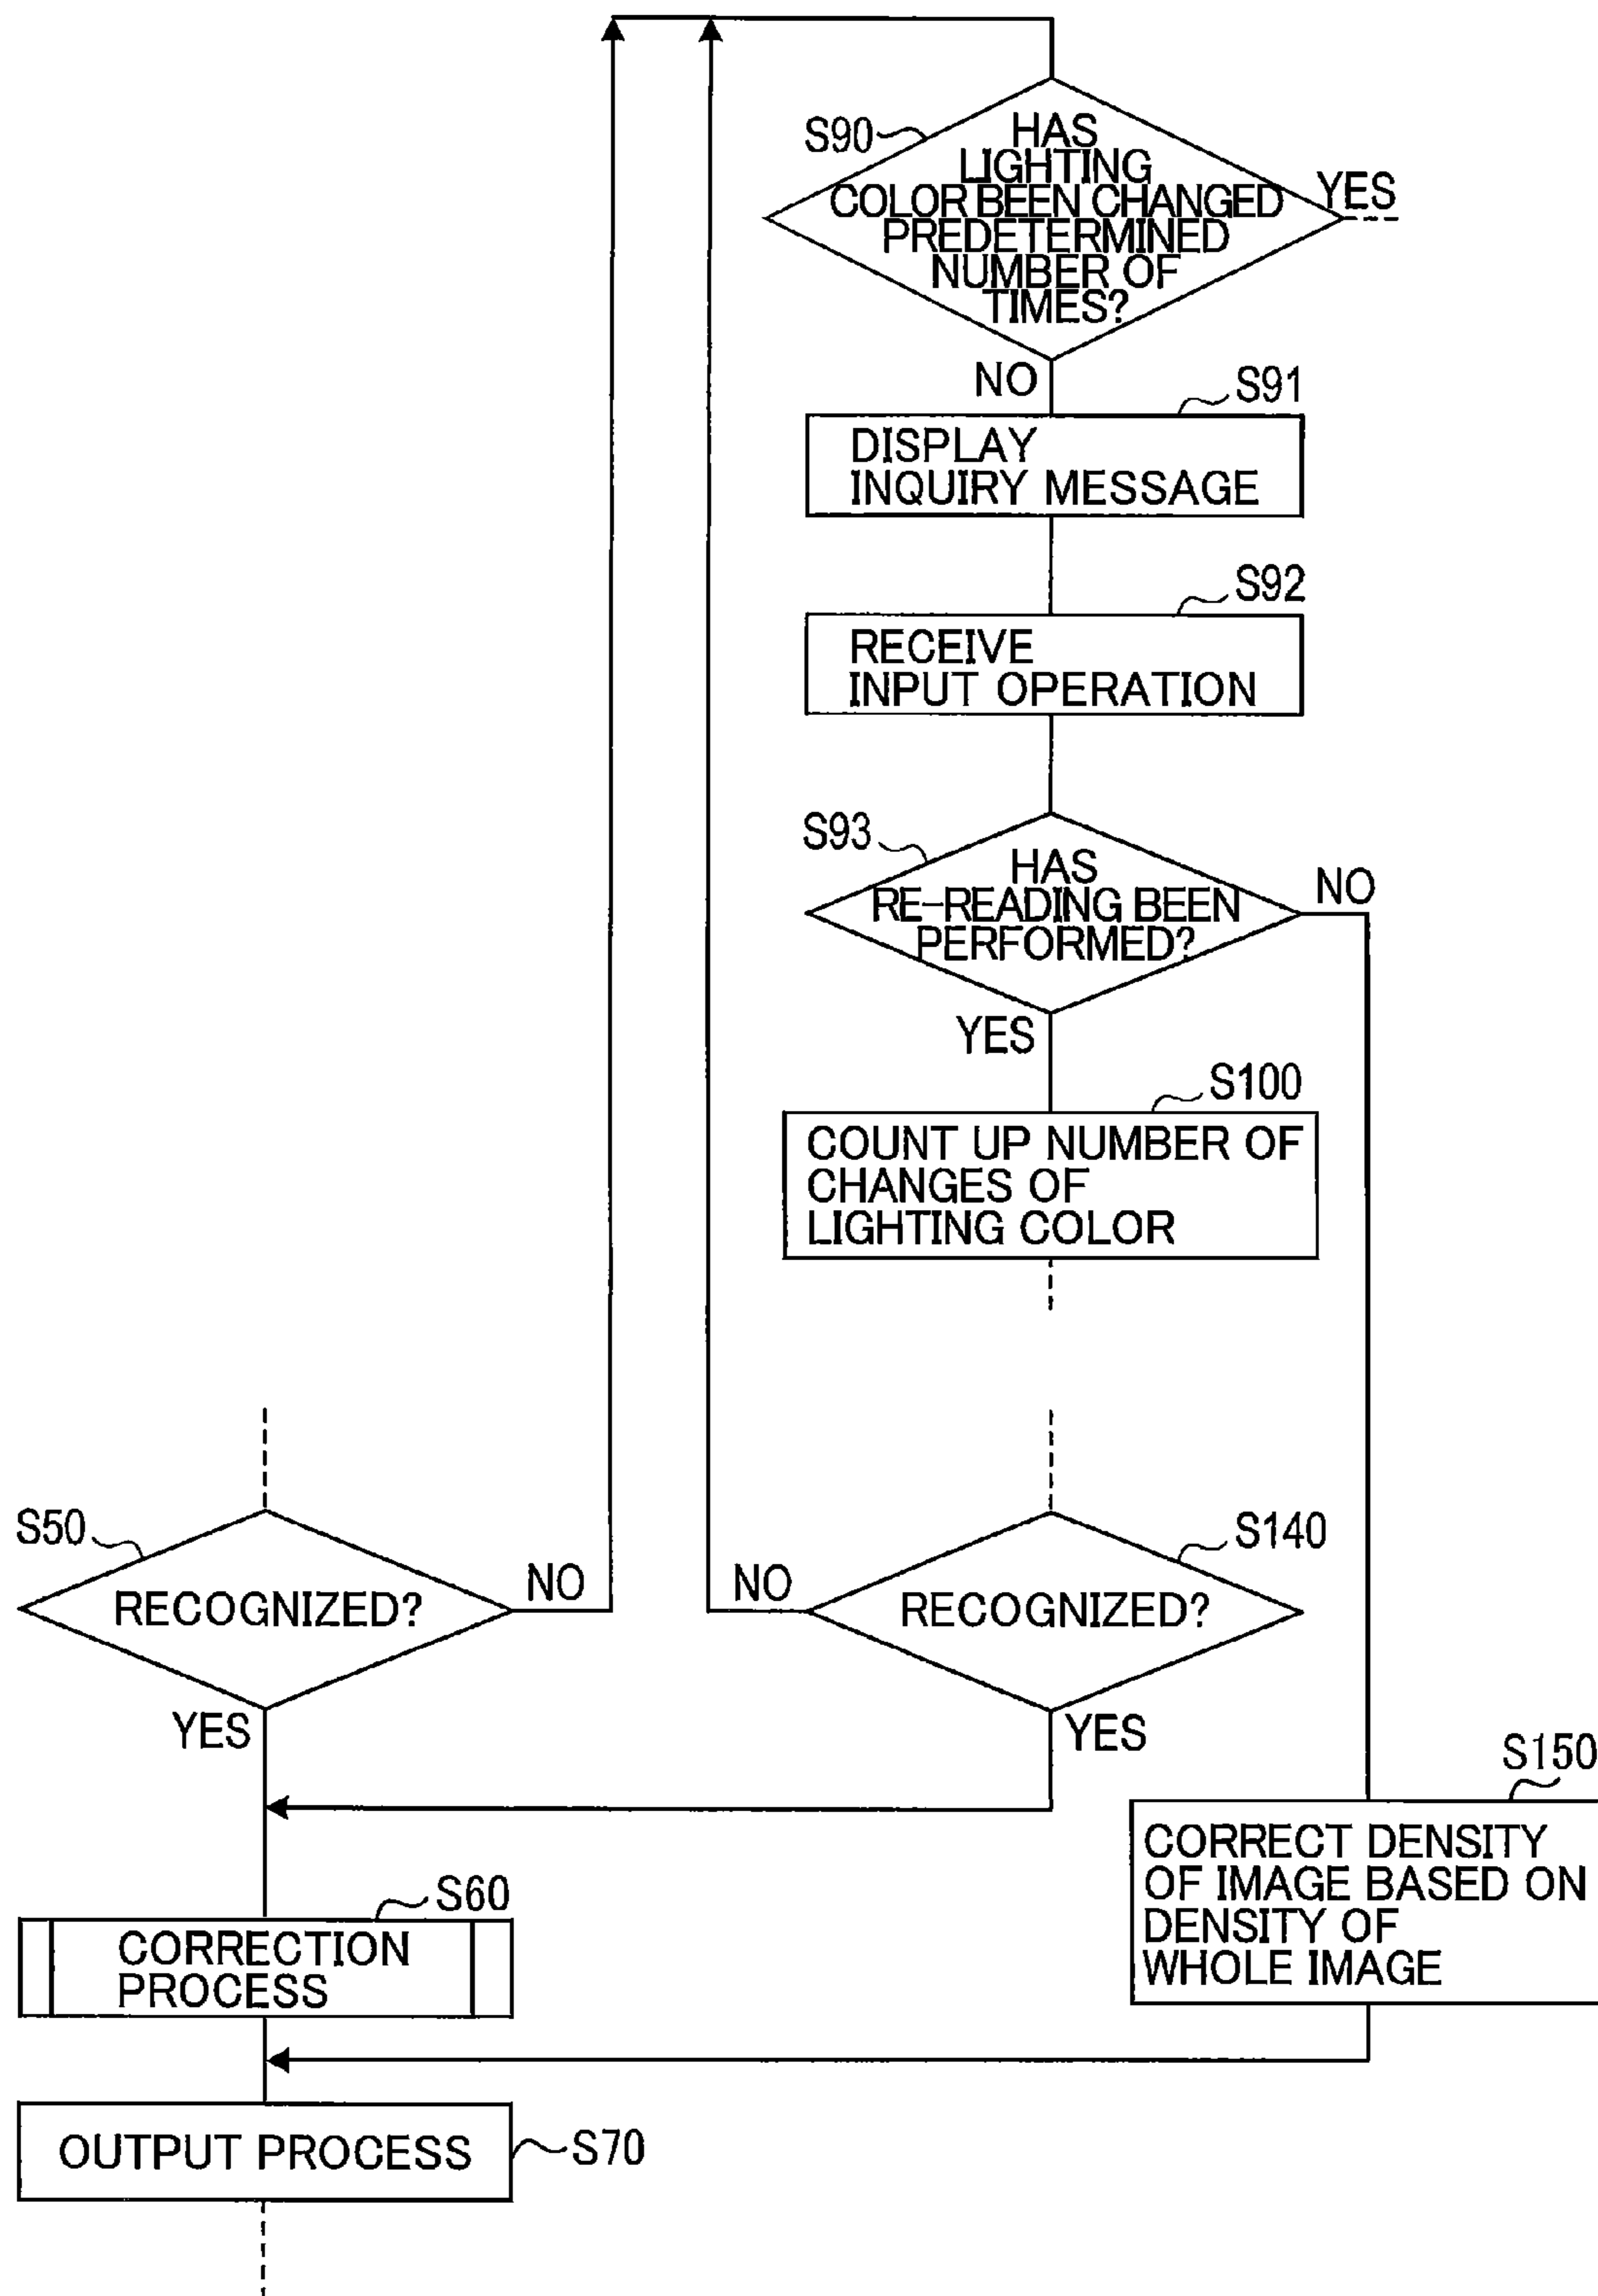 S90
HAS
LIGHTING
COLOR BEEN CHANGED
PREDETERMINED
NUMBER OF
TIMES?
YES
NO
S91
DISPLAY
INQUIRY MESSAGE
S92
RECEIVE
INPUT OPERATION
S93
HAS
RE-READING BEEN
PERFORMED?
NO
YES
S100
COUNT UP NUMBER OF
CHANGES OF
LIGHTING COLOR
S50
RECOGNIZED?
NO
YES
S140
RECOGNIZED?
NO
YES
S150
CORRECT DENSITY
OF IMAGE BASED ON
DENSITY OF
WHOLE IMAGE
S60
CORRECTION
PROCESS
OUTPUT PROCESS
S70